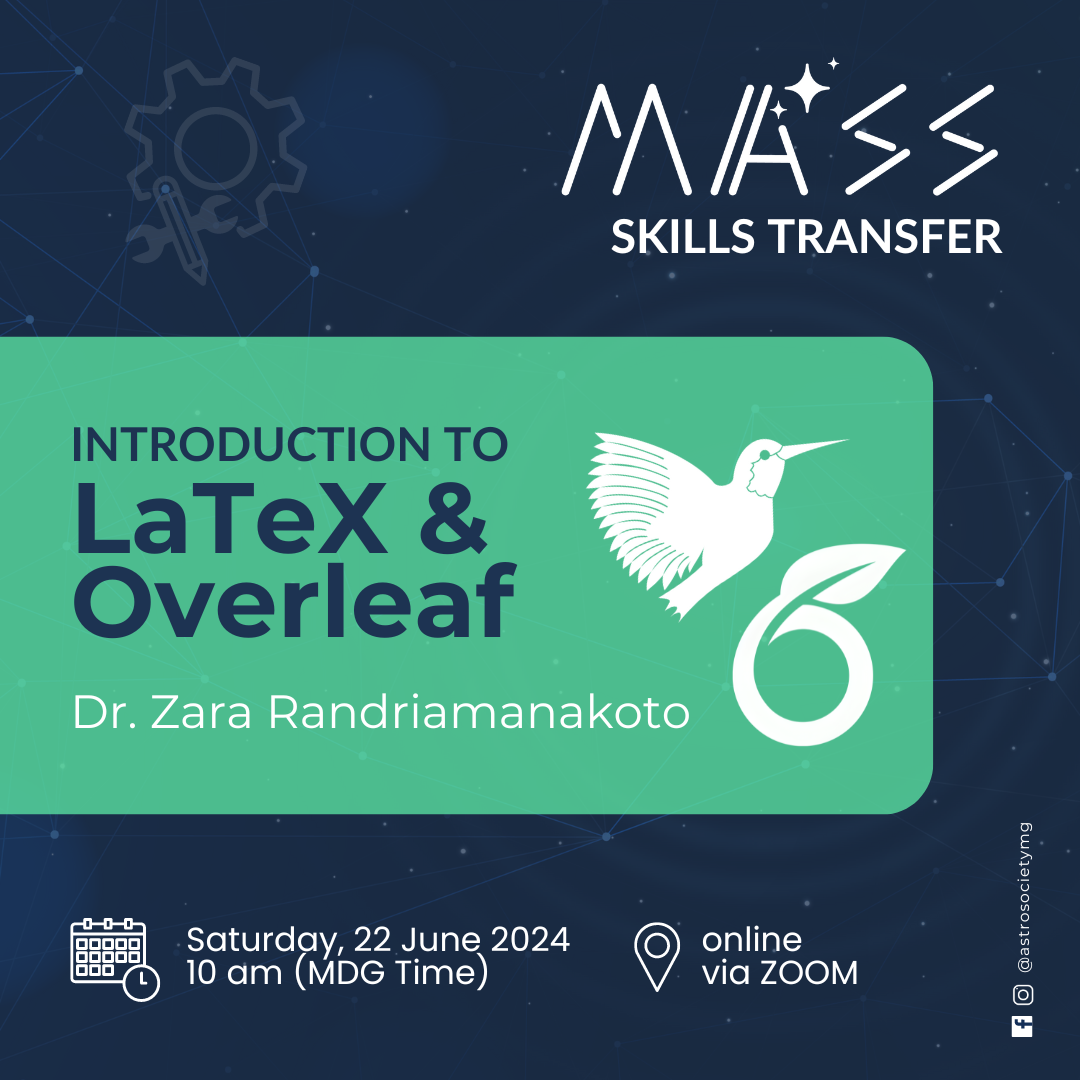 MASS
SKILLS TRANSFER
INTRODUCTION TO
LaTeX &
Overleaf
Dr. Zara Randriamanakoto
Saturday, 22 June 2024
10 am (MDG Time)
online
via ZOOM
@astrosocietymg